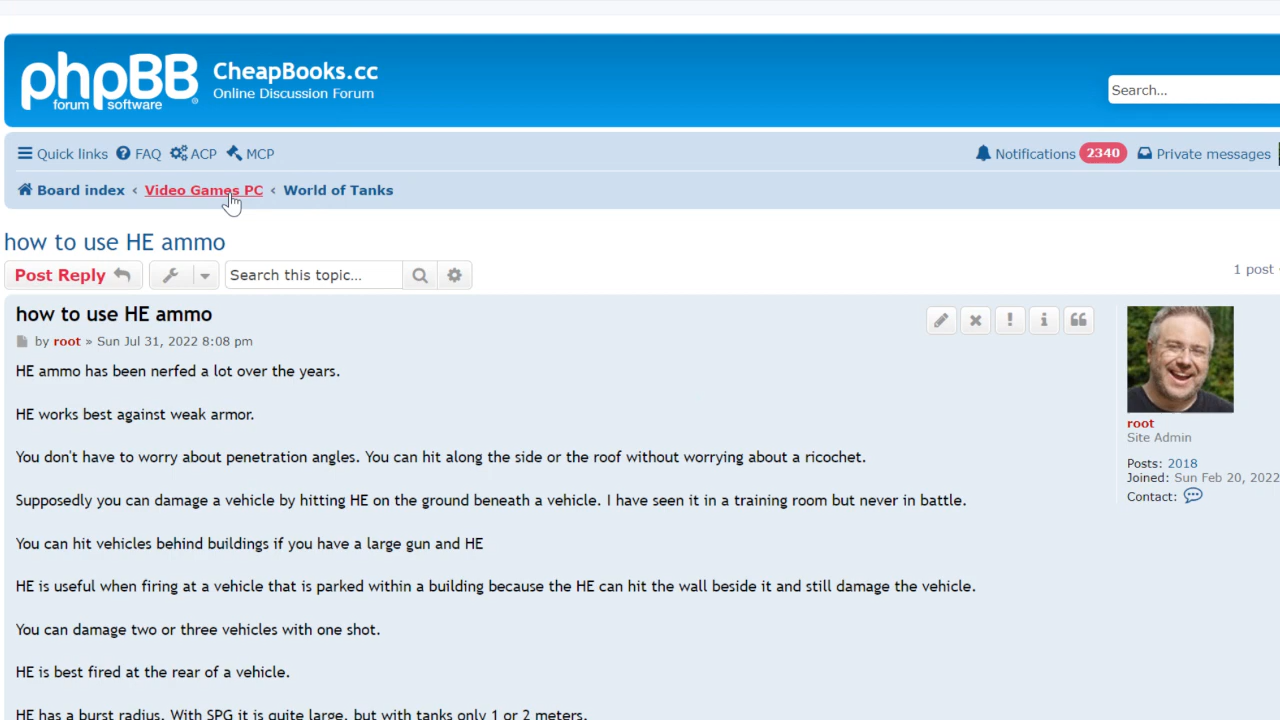 phpBB
forum software
CheapBooks.cc
Online Discussion Forum
Search...
Quick links FAQ ACP MCP
Notifications 2340 Private messages
Board index ‹ Video Games PC ‹ World of Tanks
how to use HE ammo
Post Reply Search this topic...
1 post
how to use HE ammo
by root » Sun Jul 31, 2022 8:08 pm
HE ammo has been nerfed a lot over the years.
HE works best against weak armor.
You don't have to worry about penetration angles. You can hit along the side or the roof without worrying about a ricochet.
Supposedly you can damage a vehicle by hitting HE on the ground beneath a vehicle. I have seen it in a training room but never in battle.
You can hit vehicles behind buildings if you have a large gun and HE
HE is useful when firing at a vehicle that is parked within a building because the HE can hit the wall beside it and still damage the vehicle.
You can damage two or three vehicles with one shot.
HE is best fired at the rear of a vehicle.
HE has a burst radius. With SPG it is quite large, but with tanks only 1 or 2 meters.
root
Site Admin
Posts: 2018
Joined: Sun Feb 20, 2022
Contact: